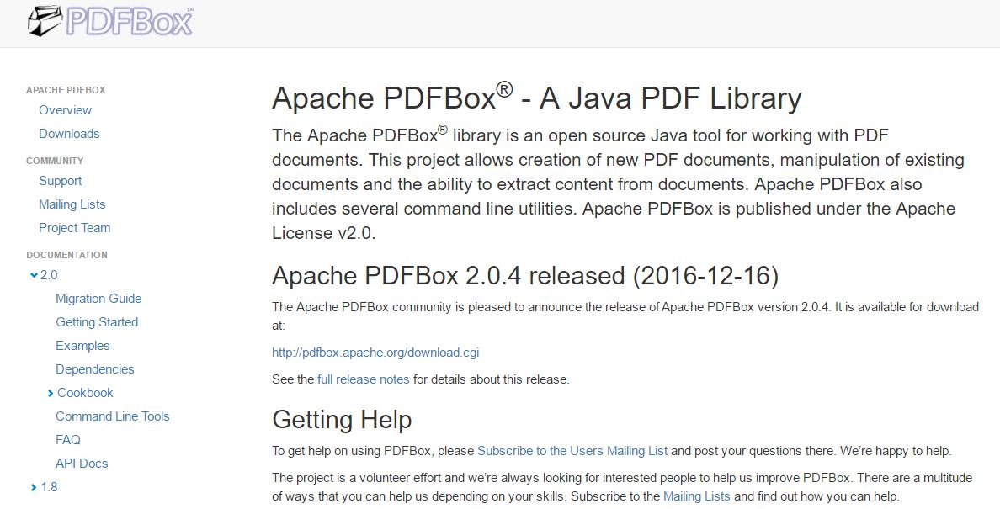 PDFBox™
APACHE PDFBOX
Overview
Downloads
COMMUNITY
Support
Mailing Lists
Project Team
DOCUMENTATION
2.0
Migration Guide
Getting Started
Examples
Dependencies
Cookbook
Command Line Tools
FAQ
API Docs
1.8
Apache PDFBox® - A Java PDF Library
The Apache PDFBox® library is an open source Java tool for working with PDF
documents. This project allows creation of new PDF documents, manipulation of existing
documents and the ability to extract content from documents. Apache PDFBox also
includes several command line utilities. Apache PDFBox is published under the Apache
License v2.0.
Apache PDFBox 2.0.4 released (2016-12-16)
The Apache PDFBox community is pleased to announce the release of Apache PDFBox version 2.0.4. It is available for download
at:
http://pdfbox.apache.org/download.cgi
See the full release notes for details about this release.
Getting Help
To get help on using PDFBox, please Subscribe to the Users Mailing List and post your questions there. We're happy to help.
The project is a volunteer effort and we're always looking for interested people to help us improve PDFBox. There are a multitude
of ways that you can help us depending on your skills. Subscribe to the Mailing Lists and find out how you can help.